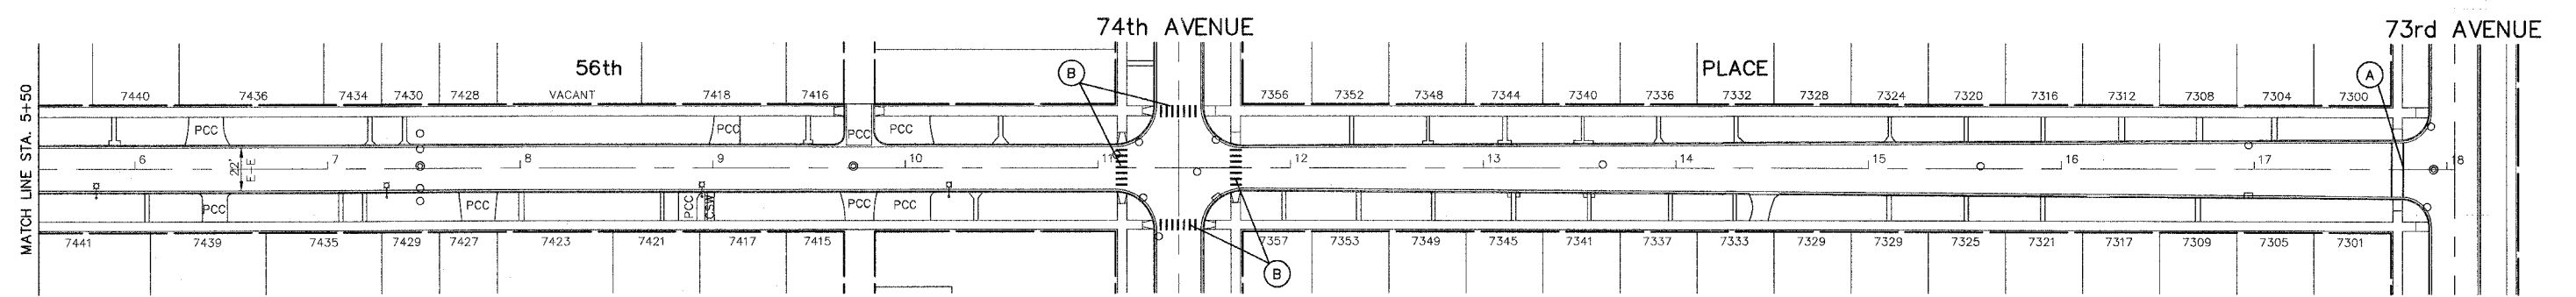 74th AVENUE
73rd AVENUE
56th
PLACE
B
A
MATCH LINE STA. 5+50
7440 7436 7434 7430 7428 VACANT 7418 7416
7356 7352 7348 7344 7340 7336 7332 7328 7324 7320 7316 7312 7308 7304 7300
PCC PCC PCC PCC
6 7 8 9 10 11 12 13 14 15 16 17 18
22'
E-E
PCC PCC PCC CSW PCC PCC
7441 7439 7435 7429 7427 7423 7421 7417 7415
7357 7353 7349 7345 7341 7337 7333 7329 7329 7325 7321 7317 7309 7305 7301
B